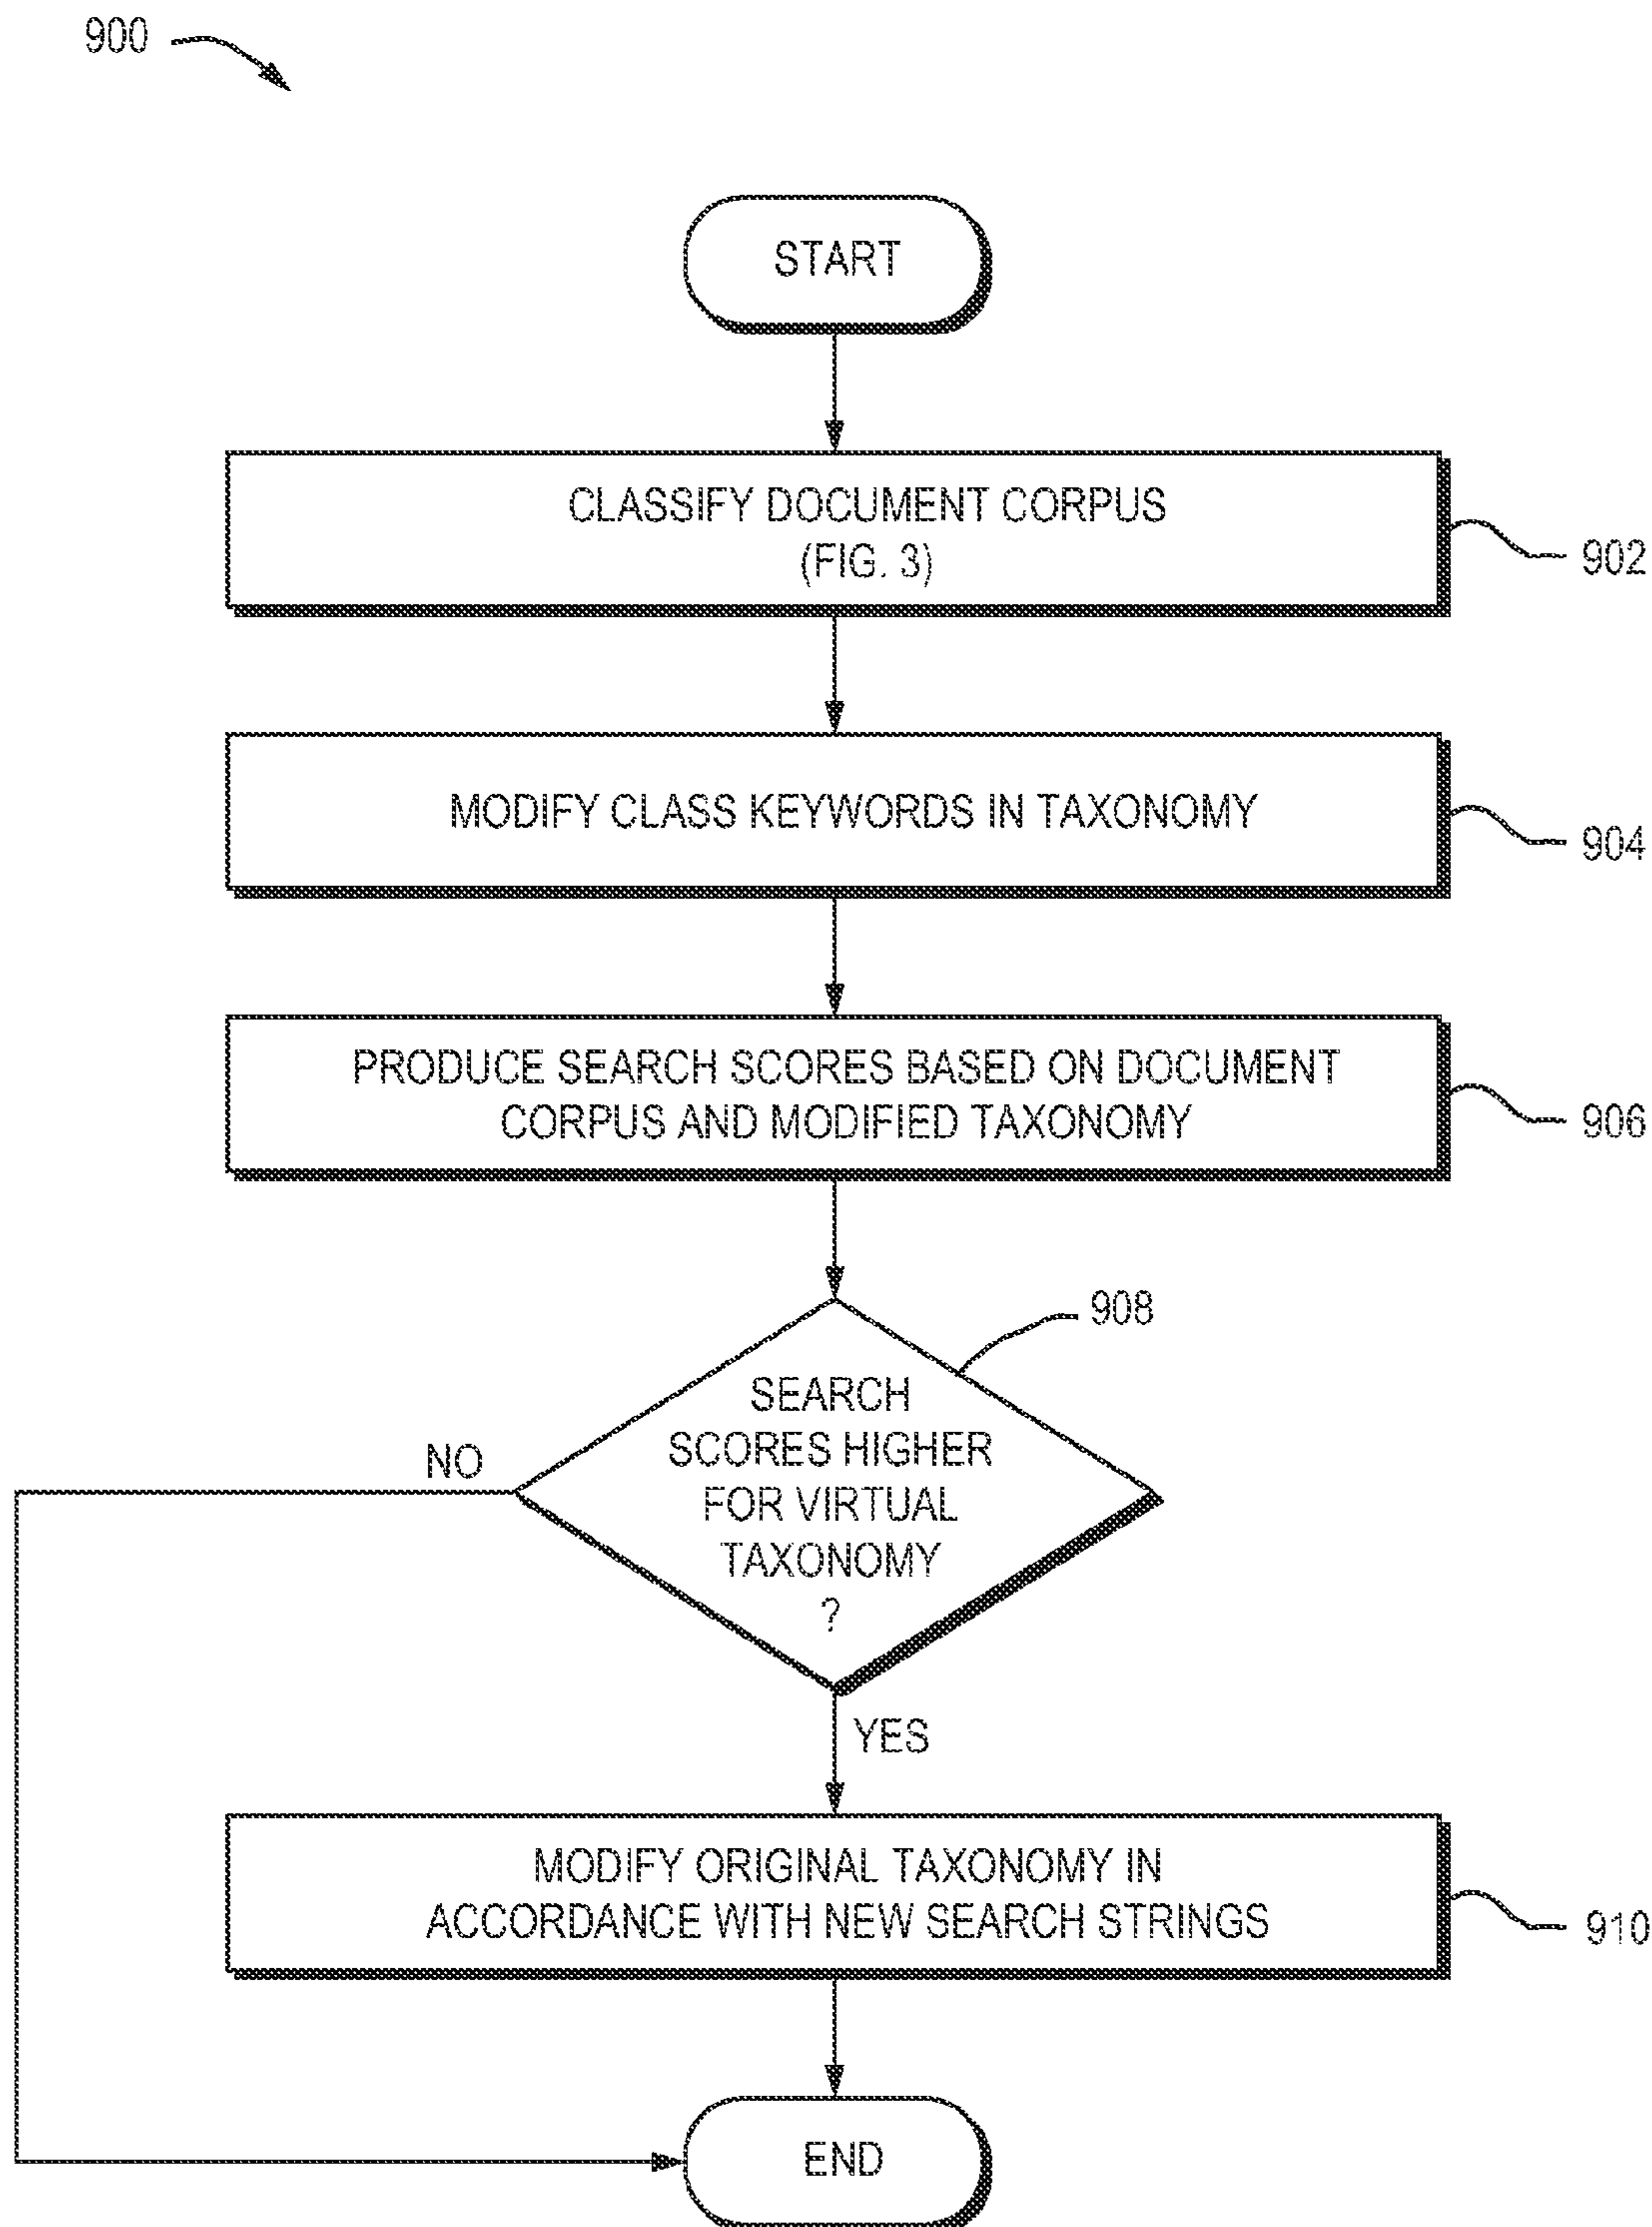 900
START
CLASSIFY DOCUMENT CORPUS
(FIG. 3)
902
MODIFY CLASS KEYWORDS IN TAXONOMY
904
PRODUCE SEARCH SCORES BASED ON DOCUMENT
CORPUS AND MODIFIED TAXONOMY
906
908
SEARCH
SCORES HIGHER
FOR VIRTUAL
TAXONOMY
?
NO
YES
MODIFY ORIGINAL TAXONOMY IN
ACCORDANCE WITH NEW SEARCH STRINGS
910
END